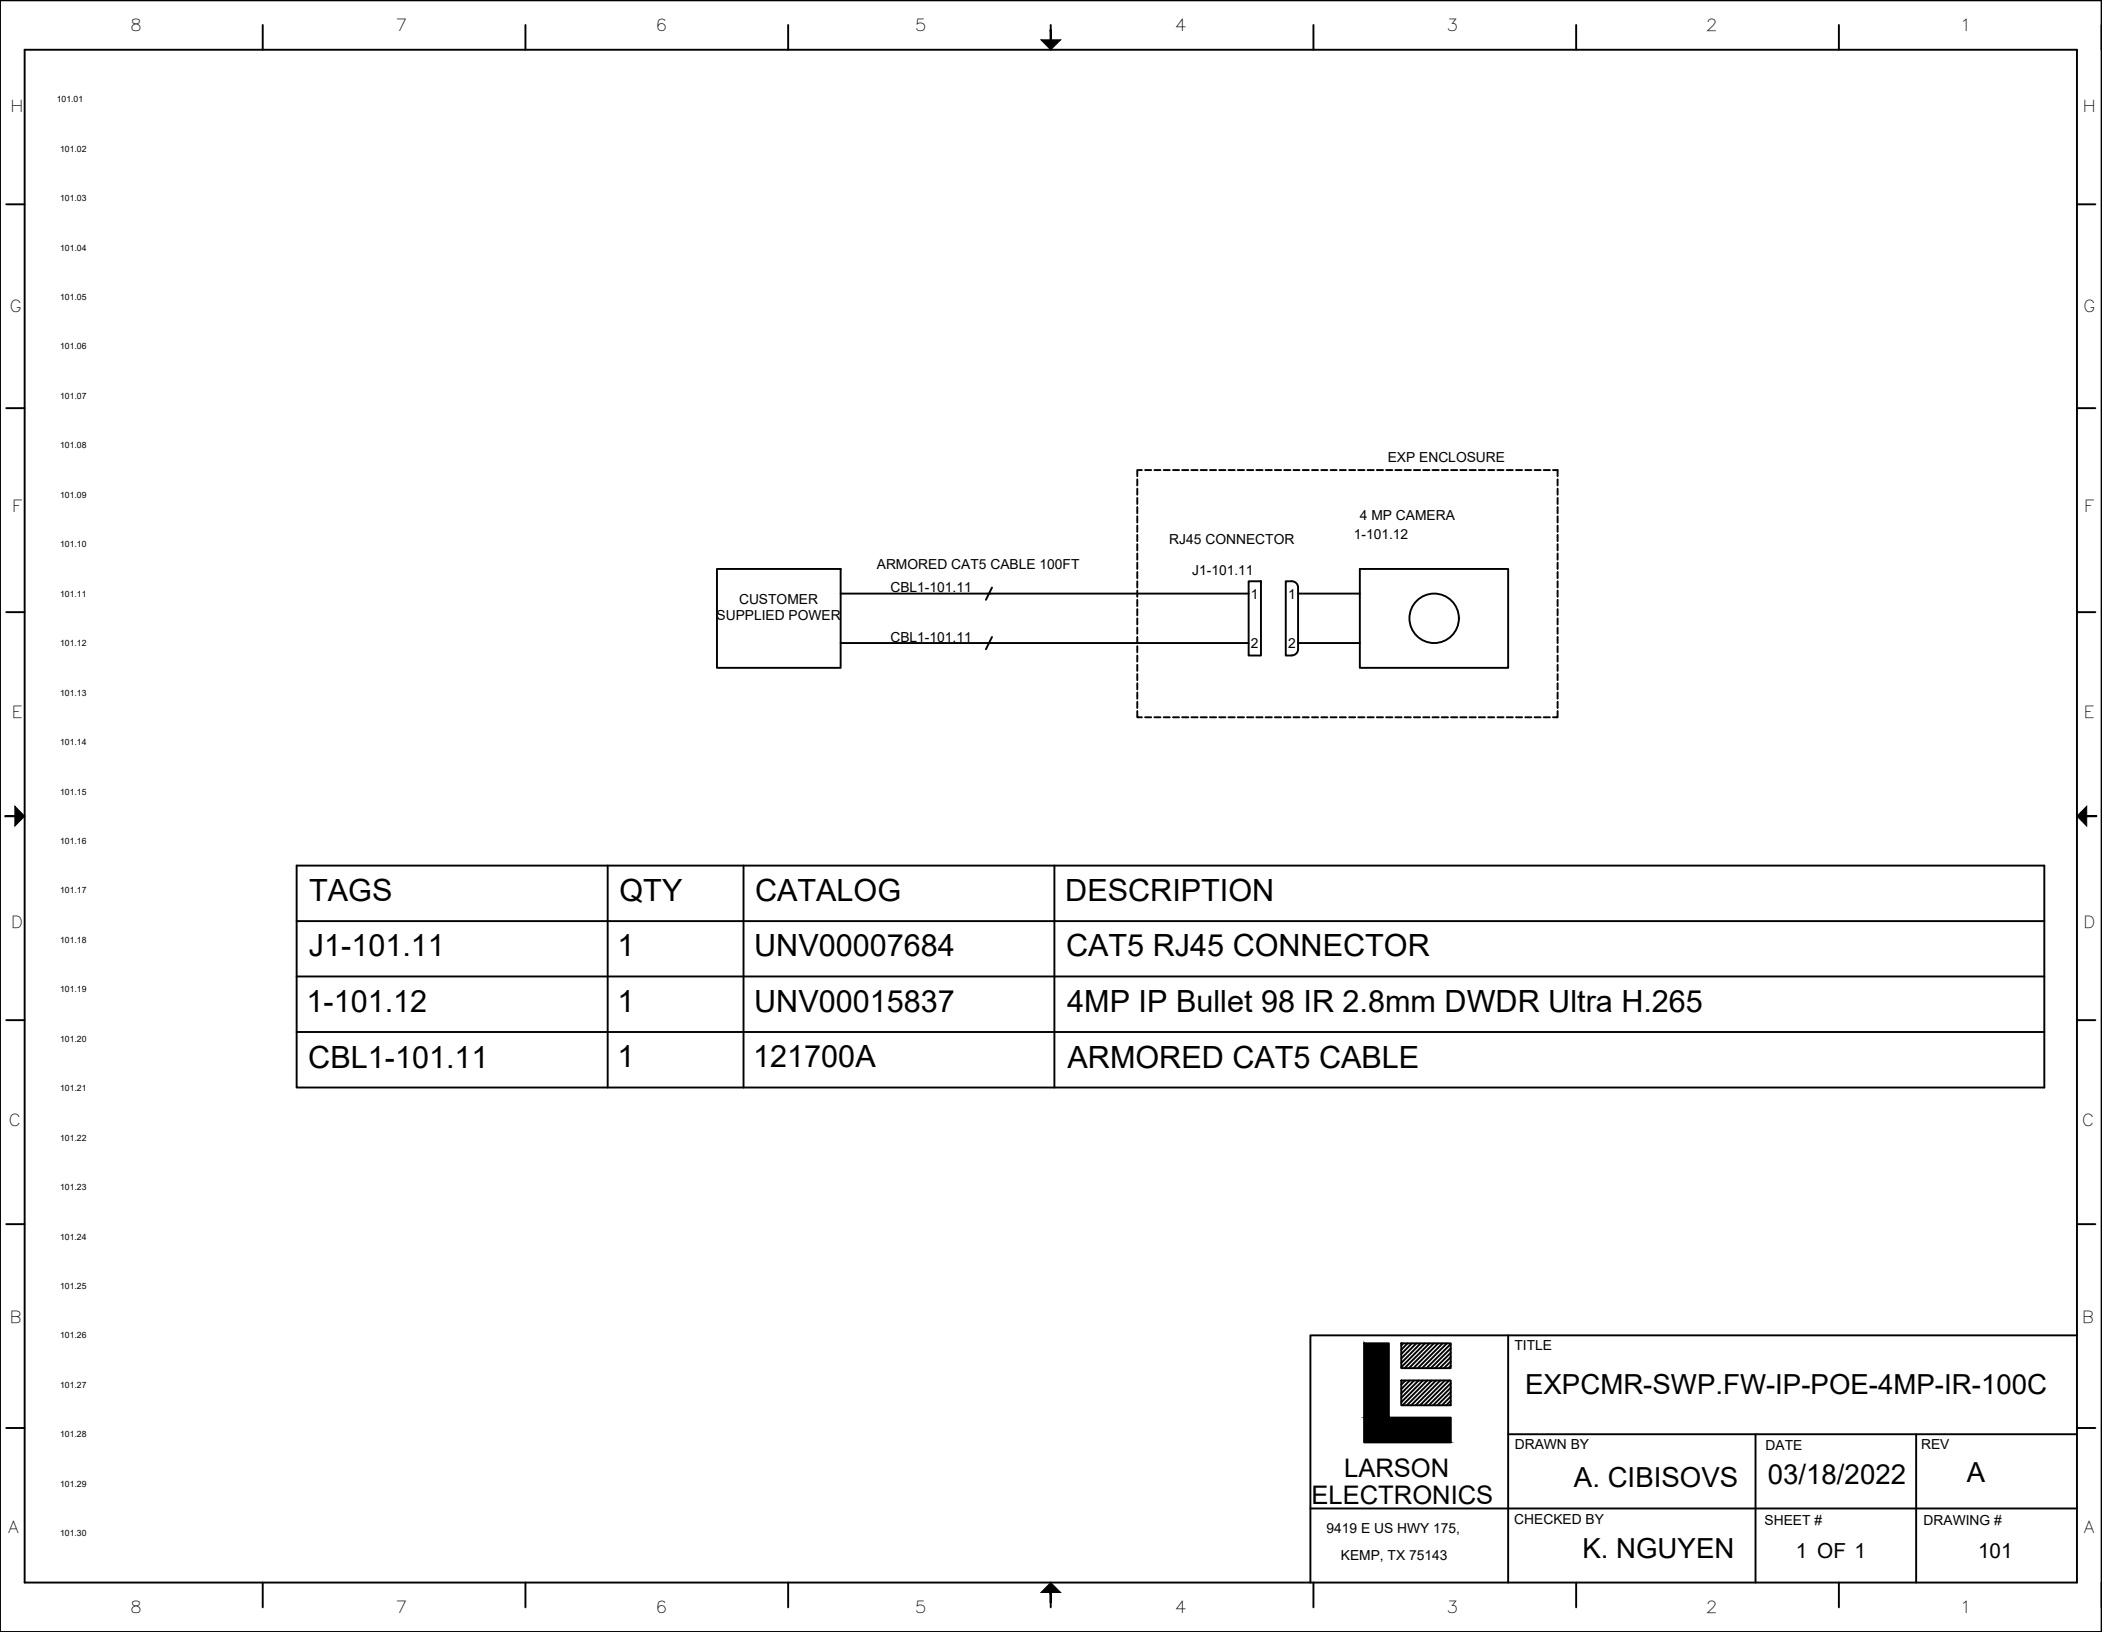 8 7 6 5 4 3 2 1
H H
G G
F F
E E
D D
C C
B B
A A
101.01
101.02
101.03
101.04
101.05
101.06
101.07
101.08
101.09
101.10
101.11
101.12
101.13
101.14
101.15
101.16
101.17
101.18
101.19
101.20
101.21
101.22
101.23
101.24
101.25
101.26
101.27
101.28
101.29
101.30
EXP ENCLOSURE
4 MP CAMERA
1-101.12
RJ45 CONNECTOR
J1-101.11
ARMORED CAT5 CABLE 100FT
CBL1-101.11
CBL1-101.11
CUSTOMER
SUPPLIED POWER
1 1
2 2
TAGS QTY CATALOG DESCRIPTION
J1-101.11 1 UNV00007684 CAT5 RJ45 CONNECTOR
1-101.12 1 UNV00015837 4MP IP Bullet 98 IR 2.8mm DWDR Ultra H.265
CBL1-101.11 1 121700A ARMORED CAT5 CABLE
LARSON
ELECTRONICS
9419 E US HWY 175,
KEMP, TX 75143
TITLE
EXPCMR-SWP.FW-IP-POE-4MP-IR-100C
DRAWN BY
A. CIBISOVS
DATE
03/18/2022
REV
A
CHECKED BY
K. NGUYEN
SHEET #
1 OF 1
DRAWING #
101
8 7 6 5 4 3 2 1